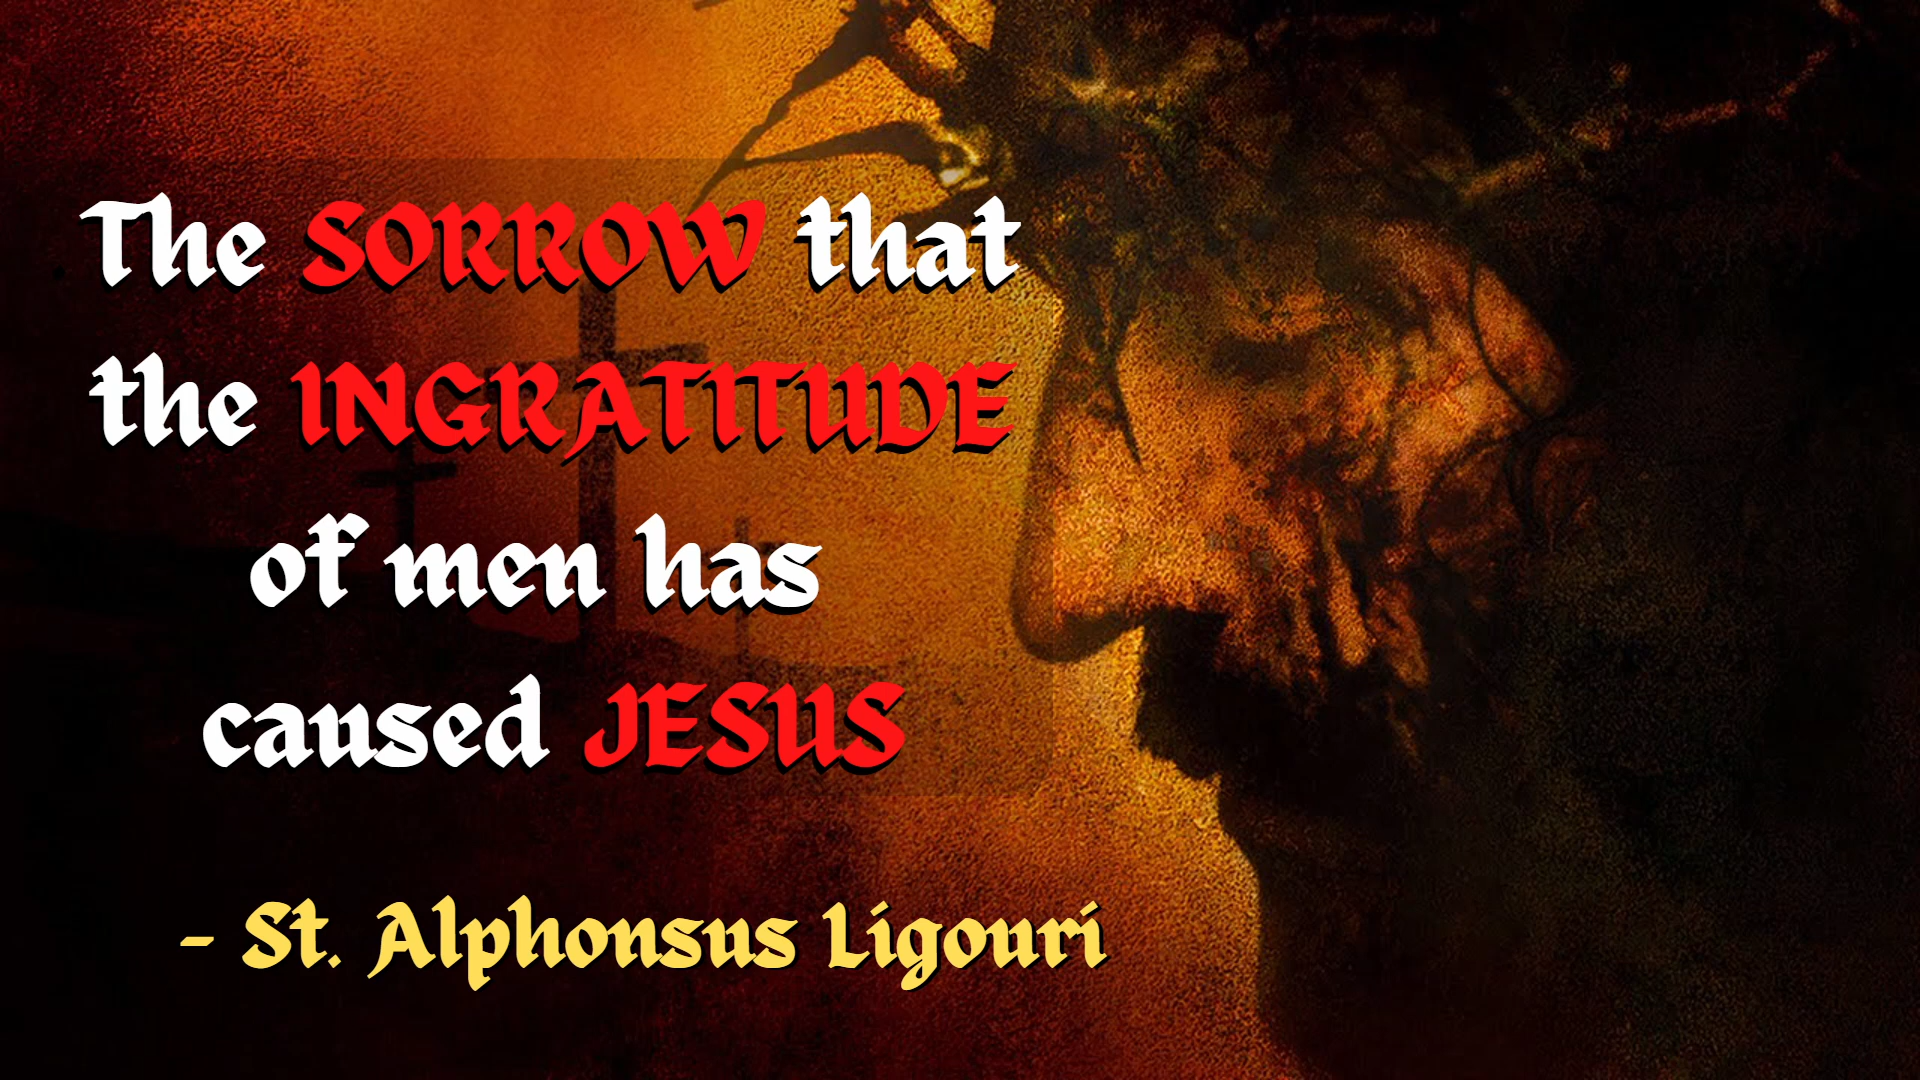 The SORROW that
the INGRATITUDE
of men has
caused JESUS
- St. Alphonsus Ligouri